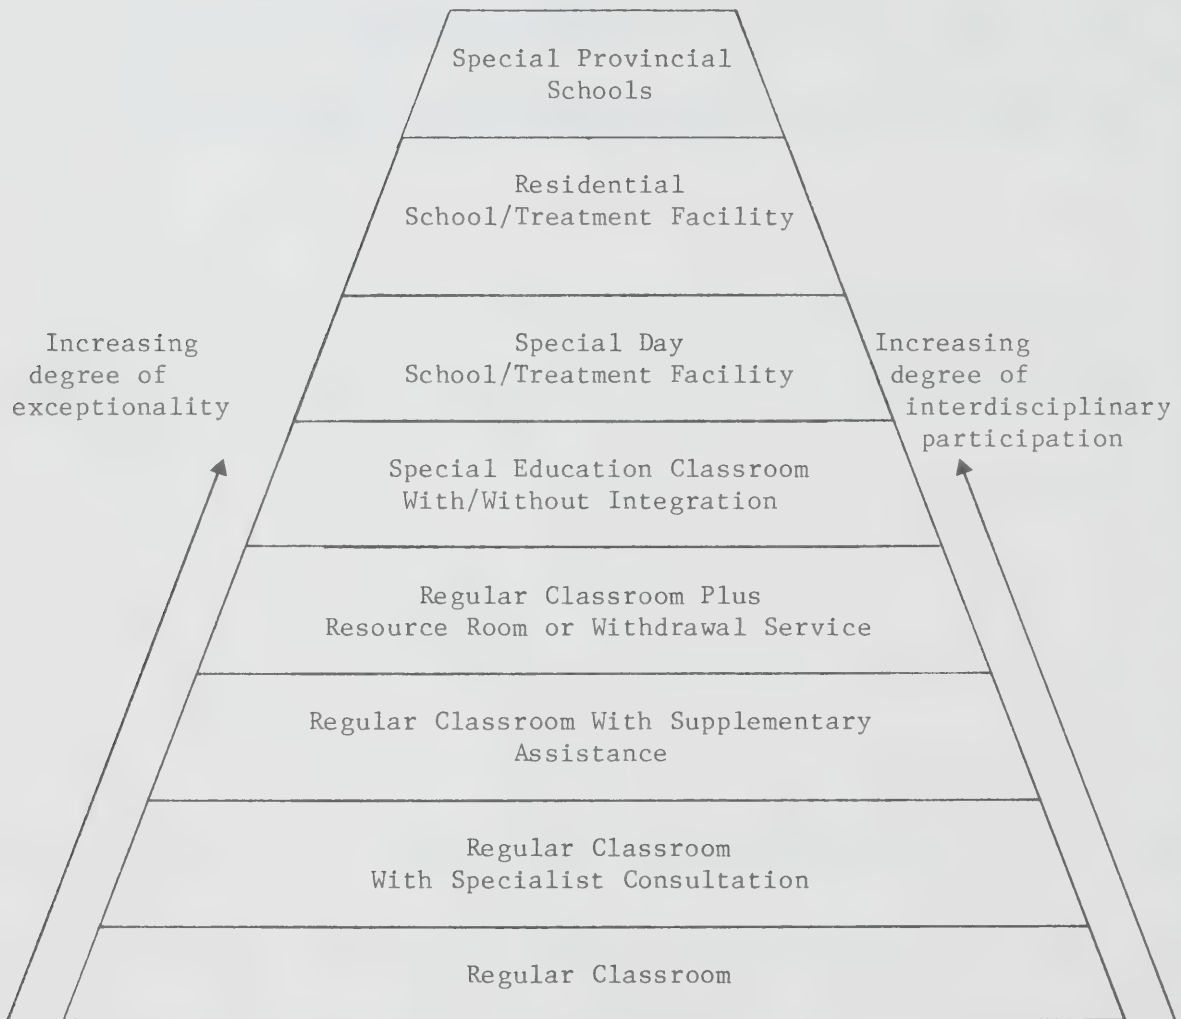 Special Provincial
Schools
Residential
School/Treatment Facility
Increasing
degree of
exceptionality
Special Day
School/Treatment Facility
Increasing
degree of
interdisciplinary
participation
Special Education Classroom
With/Without Integration
Regular Classroom Plus
Resource Room or Withdrawal Service
Regular Classroom With Supplementary
Assistance
Regular Classroom
With Specialist Consultation
Regular Classroom